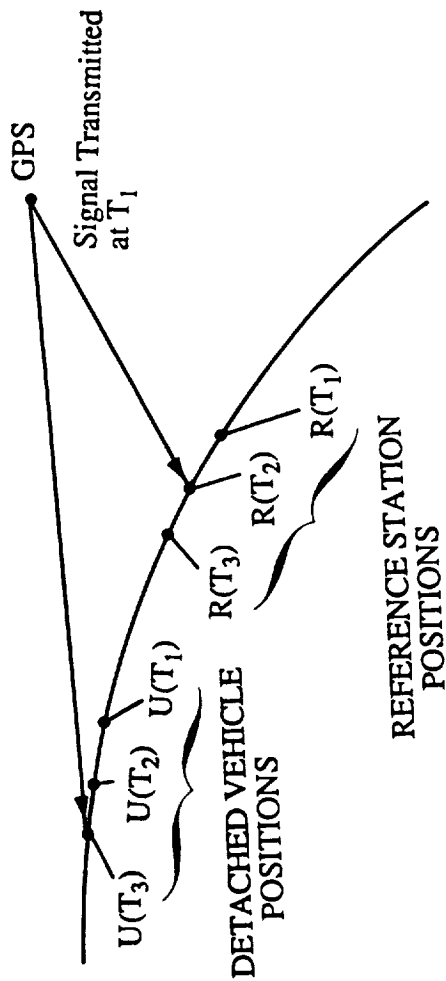 GPS
Signal Transmitted
at T₁
R(T₁)
R(T₂)
R(T₃)
REFERENCE STATION
POSITIONS
U(T₁)
U(T₂)
U(T₃)
DETACHED VEHICLE
POSITIONS